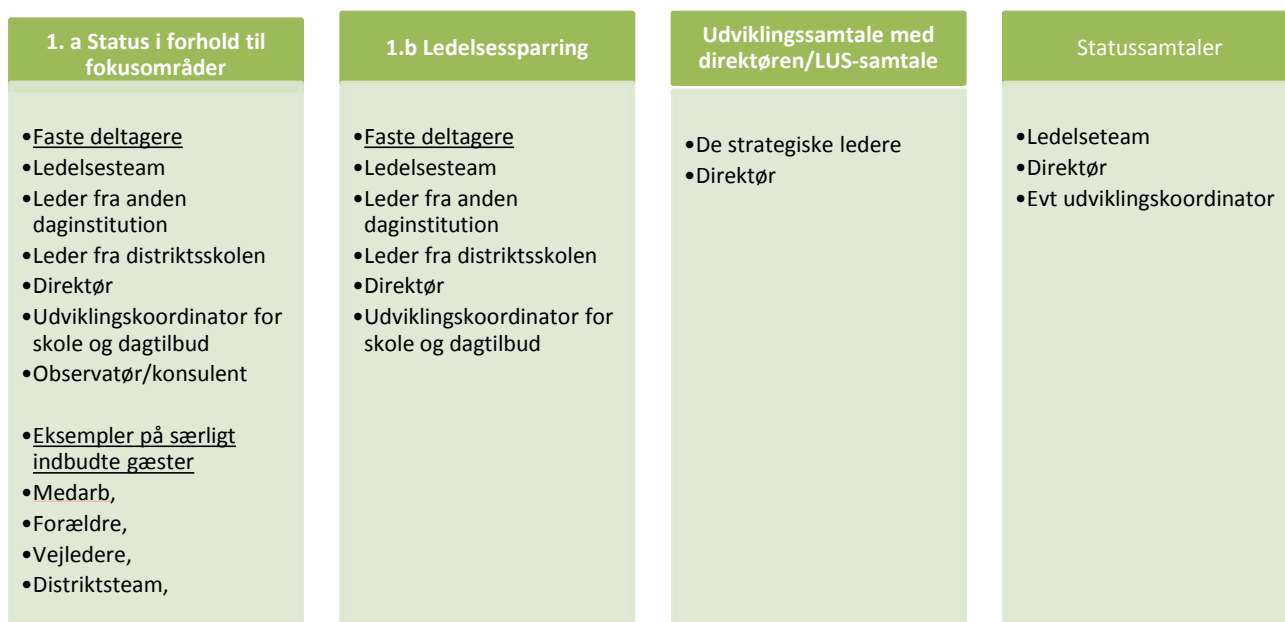 1. a Status i forhold til
fokusområder
•Faste deltagere
•Ledelsesteam
•Leder fra anden
daginstitution
•Leder fra distriktsskolen
•Direktør
•Udviklingskoordinator for
skole og dagtilbud
•Observatør/konsulent
•Eksempler på særligt
indbudte gæster
•Medarb,
•Forældre,
•Vejledere,
•Distriktsteam,
1.b Ledelsessparring
•Faste deltagere
•Ledelsesteam
•Leder fra anden
daginstitution
•Leder fra distriktsskolen
•Direktør
•Udviklingskoordinator for
skole og dagtilbud
Udviklingssamtale med
direktøren/LUS-samtale
•De strategiske ledere
•Direktør
Statussamtaler
•Ledelseteam
•Direktør
•Evt udviklingskoordinator